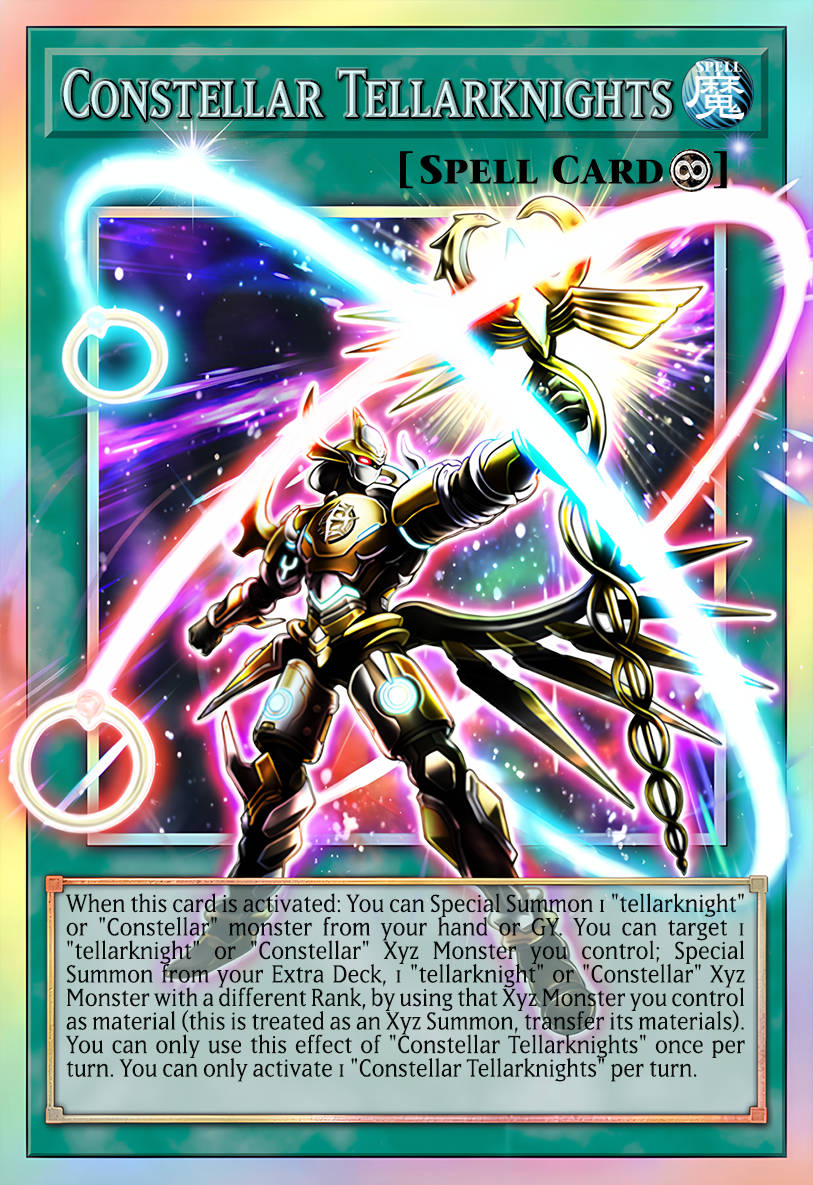 Constellar Tellarknights
SPELL
魔
[Spell Card∞]
When this card is activated: You can Special Summon 1 "tellarknight"
or "Constellar" monster from your hand or GY. You can target 1
"tellarknight" or "Constellar" Xyz Monster you control; Special
Summon from your Extra Deck, 1 "tellarknight" or "Constellar" Xyz
Monster with a different Rank, by using that Xyz Monster you control
as material (this is treated as an Xyz Summon, transfer its materials).
You can only use this effect of "Constellar Tellarknights" once per
turn. You can only activate 1 "Constellar Tellarknights" per turn.